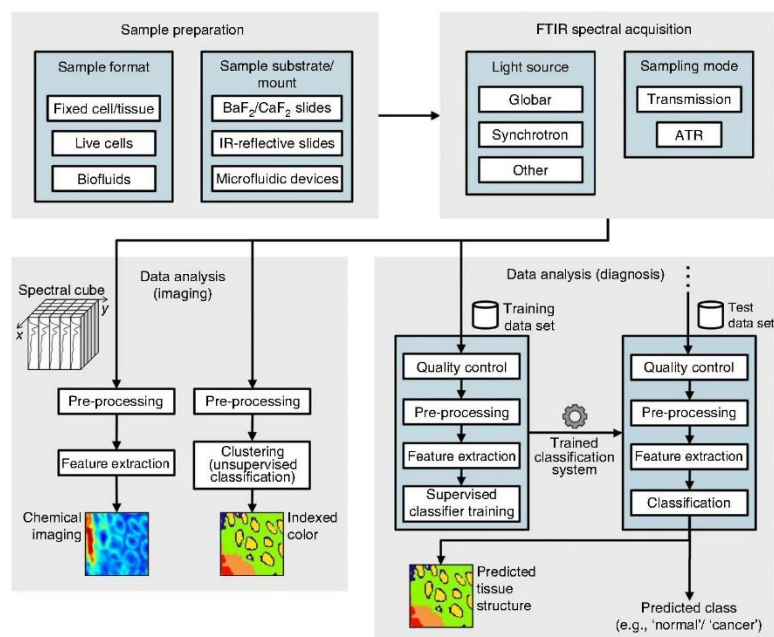 Sample preparation
Sample format
Fixed cell/tissue
Live cells
Biofluids
Sample substrate/
mount
BaF₂/CaF₂ slides
IR-reflective slides
Microfluidic devices
FTIR spectral acquisition
Light source
Globar
Synchrotron
Other
Sampling mode
Transmission
ATR
Data analysis
(imaging)
Spectral cube
y
x
Pre-processing
Feature extraction
Chemical
imaging
Pre-processing
Clustering
(unsupervised
classification)
Indexed
color
Data analysis (diagnosis)
Training
data set
Quality control
Pre-processing
Feature extraction
Supervised
classifier training
Trained
classification
system
Test
data set
Quality control
Pre-processing
Feature extraction
Classification
Predicted
tissue
structure
Predicted class
(e.g., ‘normal’/ ‘cancer’)